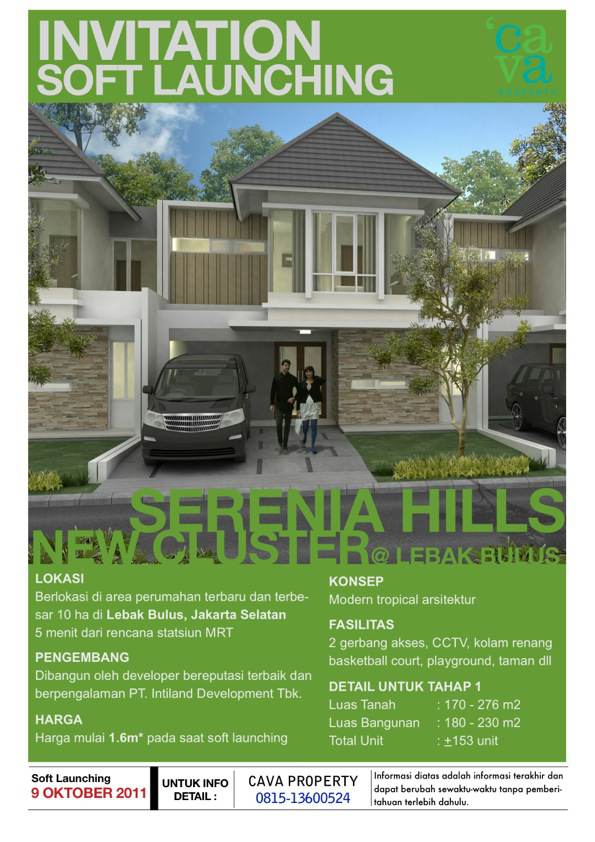 INVITATION
SOFT LAUNCHING
‘ca
va
PROPERTY
SERENIA HILLS
NEW CLUSTER @ LEBAK BULUS
LOKASI
Berlokasi di area perumahan terbaru dan terbe-
sar 10 ha di Lebak Bulus, Jakarta Selatan
5 menit dari rencana statsiun MRT
PENGEMBANG
Dibangun oleh developer bereputasi terbaik dan
berpengalaman PT. Intiland Development Tbk.
HARGA
Harga mulai 1.6m* pada saat soft launching
KONSEP
Modern tropical arsitektur
FASILITAS
2 gerbang akses, CCTV, kolam renang
basketball court, playground, taman dll
DETAIL UNTUK TAHAP 1
Luas Tanah : 170 - 276 m2
Luas Bangunan : 180 - 230 m2
Total Unit : ±153 unit
Soft Launching
9 OKTOBER 2011
UNTUK INFO
DETAIL :
CAVA PROPERTY
0815-13600524
Informasi diatas adalah informasi terakhir dan
dapat berubah sewaktu-waktu tanpa pemberi-
tahuan terlebih dahulu.